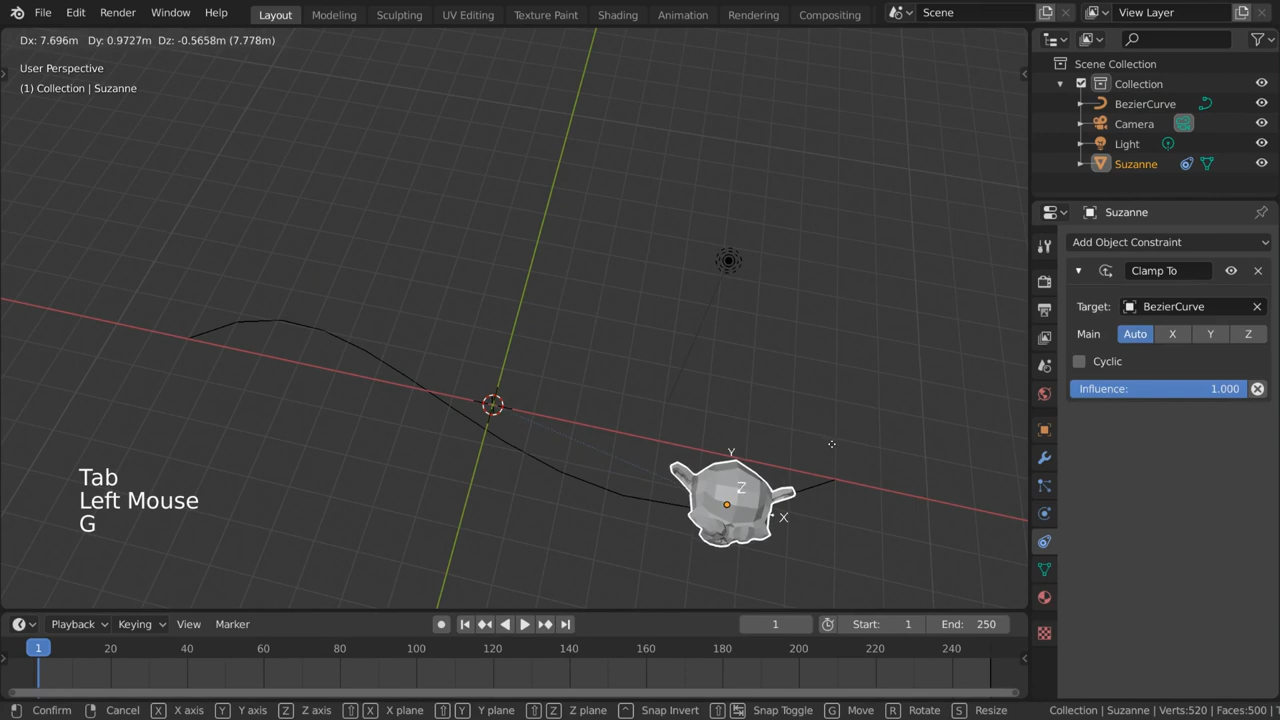 File Edit Render Window Help Layout Modeling Sculpting UV Editing Texture Paint Shading Animation Rendering Compositing Scene View Layer
Dx: 7.696m Dy: 0.9727m Dz: -0.5658m (7.778m)
User Perspective
(1) Collection | Suzanne
Scene Collection
Collection
BezierCurve
Camera
Light
Suzanne
Suzanne
Add Object Constraint
Clamp To
Target: BezierCurve
Main Auto X Y Z
Cyclic
Influence: 1.000
Y
Z
X
Tab
Left Mouse
G
Playback Keying View Marker 1 Start: 1 End: 250
1 20 40 60 80 100 120 140 160 180 200 220 240
Confirm Cancel X X axis Y Y axis Z Z axis X X plane Y Y plane Z Z plane Snap Invert Snap Toggle G Move R Rotate S Resize Collection | Suzanne | Verts:520 | Faces:500 |